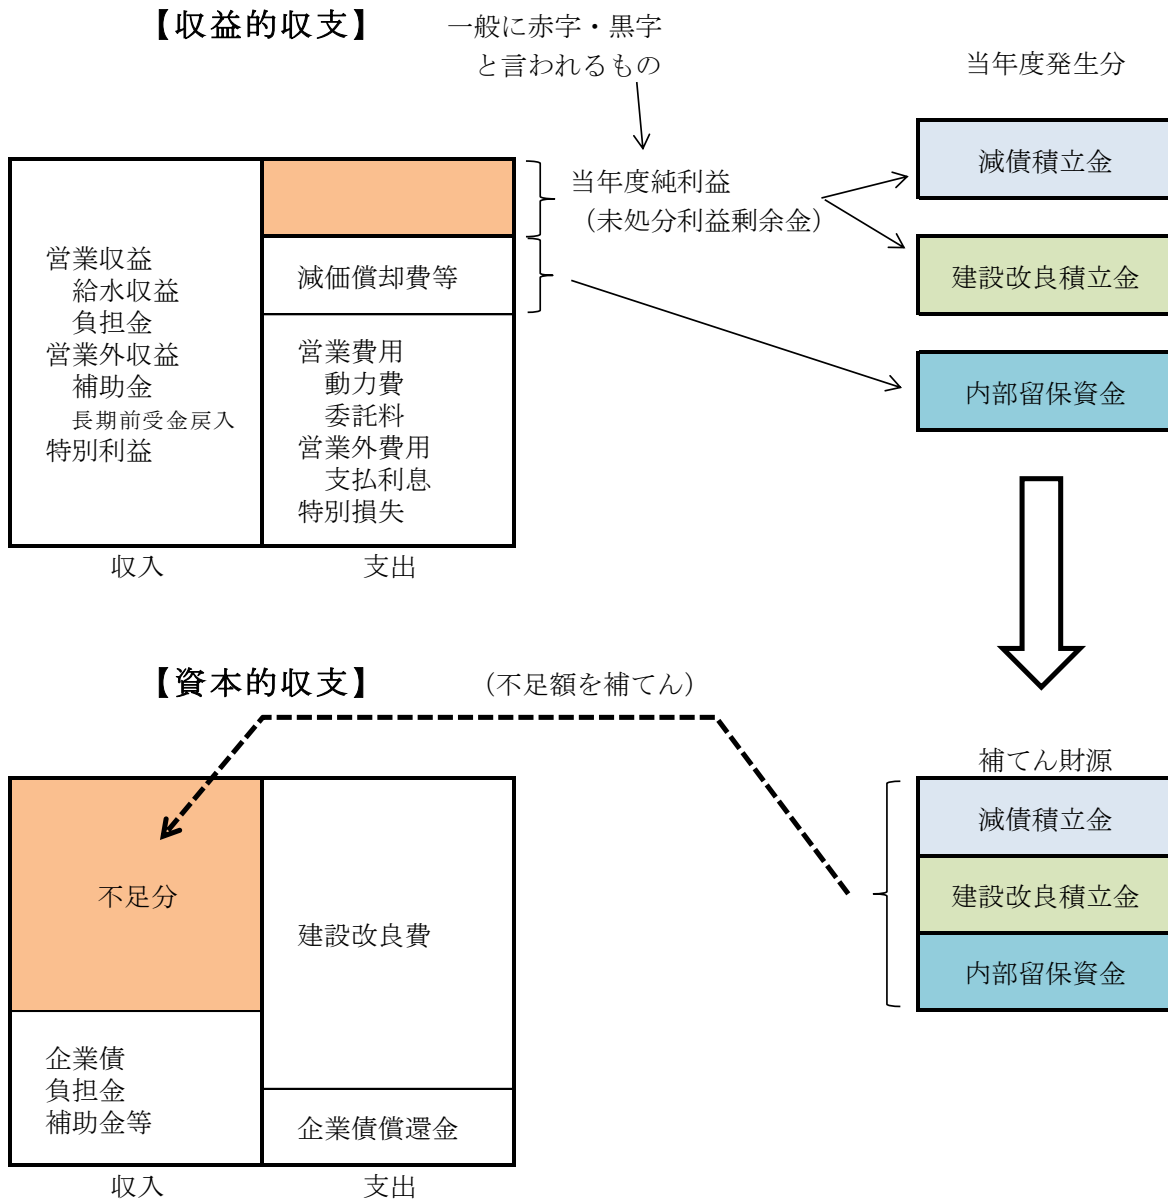 【収益的収支】
一般に赤字・黒字
と言われるもの
当年度発生分
減債積立金
当年度純利益
（未処分利益剰余金）
建設改良積立金
内部留保資金
営業収益
給水収益
負担金
営業外収益
補助金
長期前受金戻入
特別利益
減価償却費等
営業費用
動力費
委託料
営業外費用
支払利息
特別損失
収入
支出
【資本的収支】
（不足額を補てん）
補てん財源
減債積立金
建設改良積立金
内部留保資金
不足分
建設改良費
企業債
負担金
補助金等
企業債償還金
収入
支出